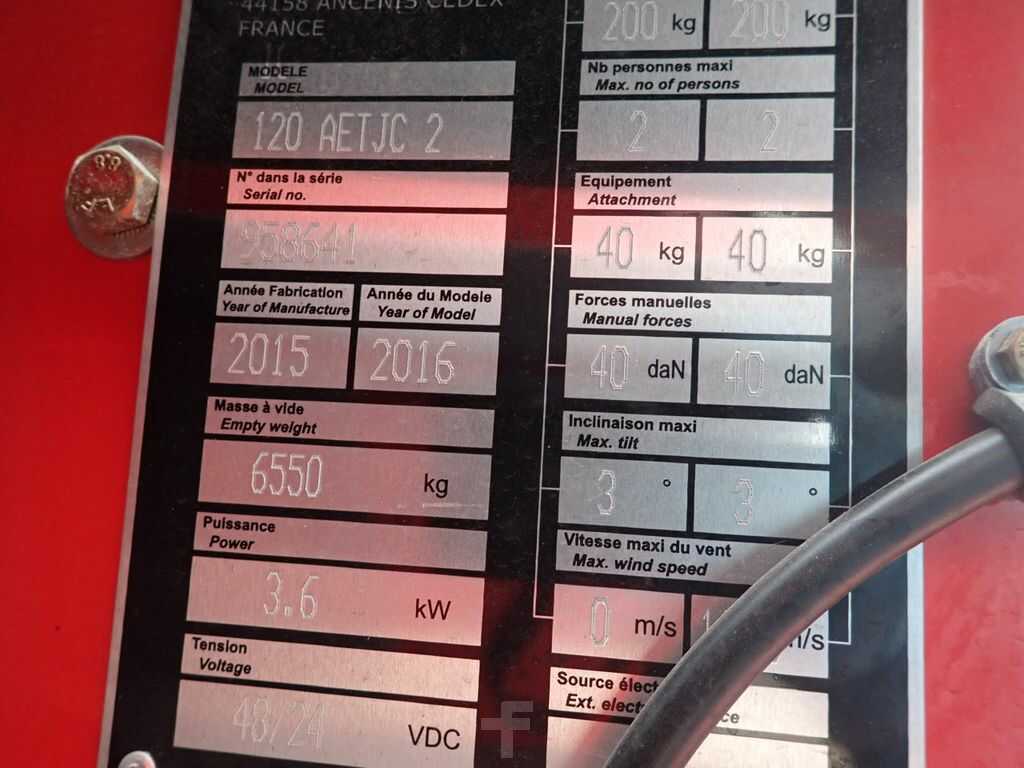 44158 ANCENIS CEDEX
FRANCE
MODELE
MODEL
120 AETJC 2
N° dans la série
Serial no.
958641
Année Fabrication
Year of Manufacture
2015
Année du Modele
Year of Model
2016
Masse à vide
Empty weight
6550 kg
Puissance
Power
3.6 kW
Tension
Voltage
48/24 VDC
200 kg 200 kg
Nb personnes maxi
Max. no of persons
2 2
Equipement
Attachment
40 kg 40 kg
Forces manuelles
Manual forces
40 daN 40 daN
Inclinaison maxi
Max. tilt
3 ° 3 °
Vitesse maxi du vent
Max. wind speed
0 m/s
Source
Ext.
8.8